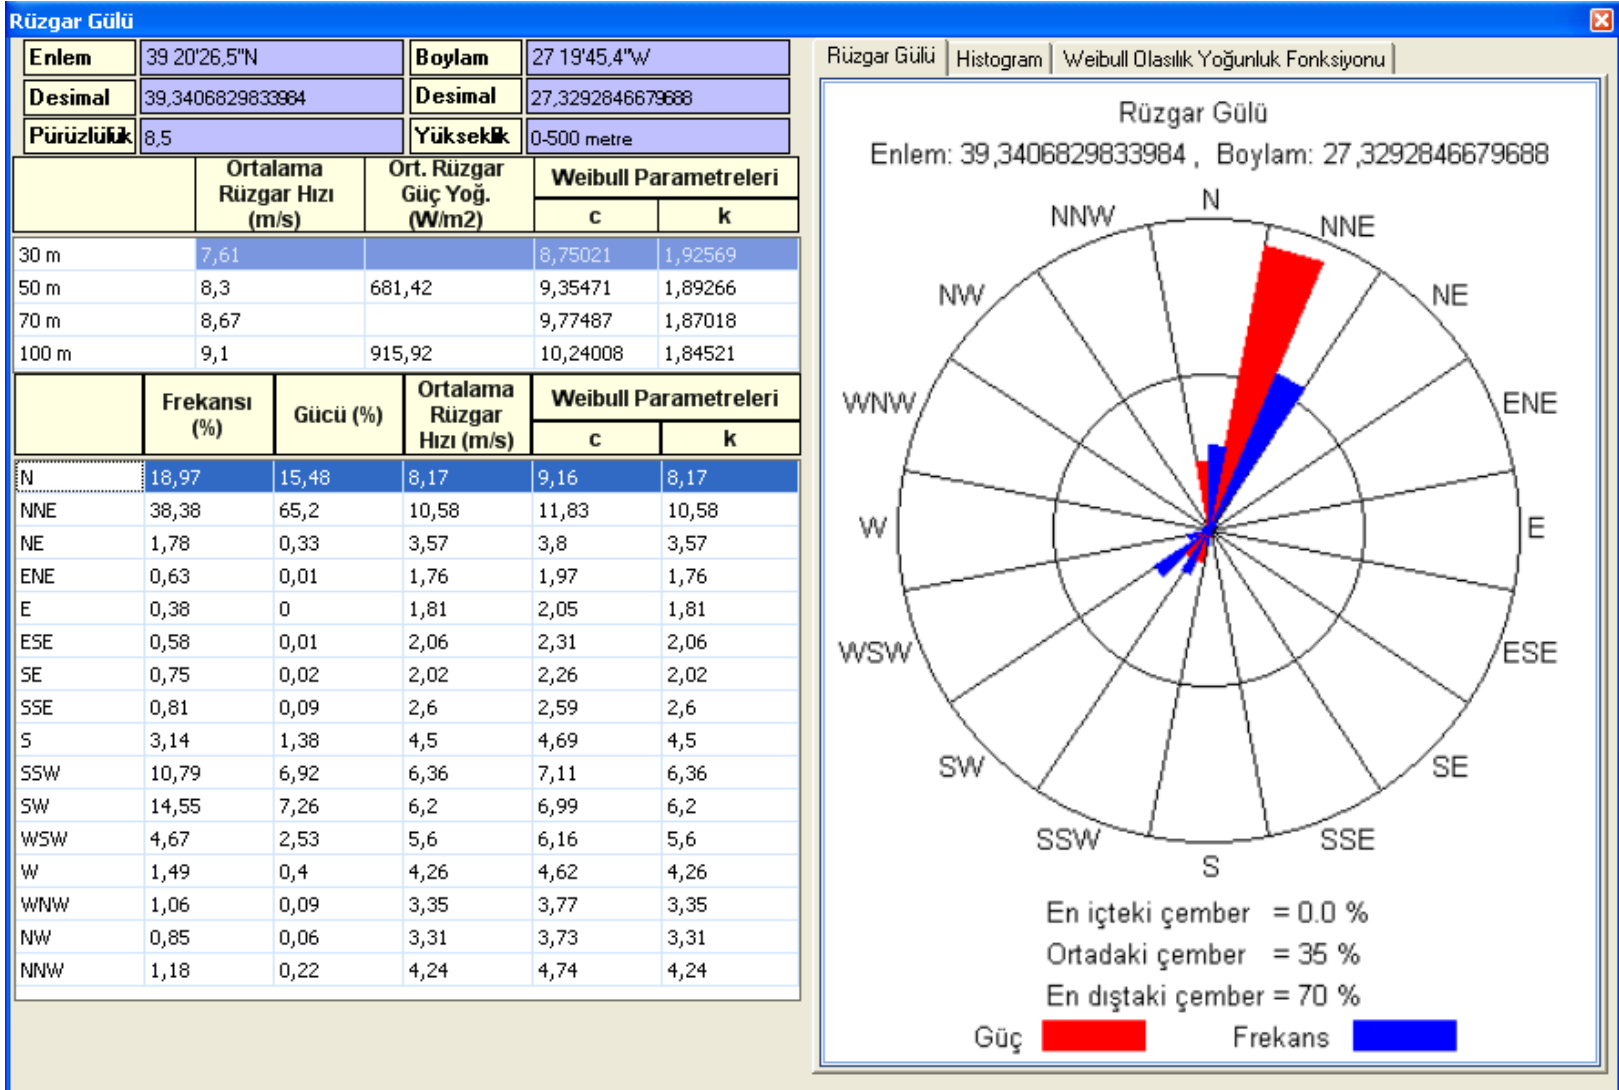 Rüzgar Gülü
Enlem 39 20'26,5"N Boylam 27 19'45,4"W
Desimal 39,3406829833984 Desimal 27,3292846679688
Pürüzlülük 8,5 Yükseklik 0-500 metre
Ortalama Rüzgar Hızı (m/s) Ort. Rüzgar Güç Yoğ. (W/m2) Weibull Parametreleri
c k
30 m 7,61 8,75021 1,92569
50 m 8,3 681,42 9,35471 1,89266
70 m 8,67 9,77487 1,87018
100 m 9,1 915,92 10,24008 1,84521
Frekansı (%) Gücü (%) Ortalama Rüzgar Hızı (m/s) Weibull Parametreleri
c k
N 18,97 15,48 8,17 9,16 8,17
NNE 38,38 65,2 10,58 11,83 10,58
NE 1,78 0,33 3,57 3,8 3,57
ENE 0,63 0,01 1,76 1,97 1,76
E 0,38 0 1,81 2,05 1,81
ESE 0,58 0,01 2,06 2,31 2,06
SE 0,75 0,02 2,02 2,26 2,02
SSE 0,81 0,09 2,6 2,59 2,6
S 3,14 1,38 4,5 4,69 4,5
SSW 10,79 6,92 6,36 7,11 6,36
SW 14,55 7,26 6,2 6,99 6,2
WSW 4,67 2,53 5,6 6,16 5,6
W 1,49 0,4 4,26 4,62 4,26
WNW 1,06 0,09 3,35 3,77 3,35
NW 0,85 0,06 3,31 3,73 3,31
NNW 1,18 0,22 4,24 4,74 4,24
Rüzgar Gülü Histogram Weibull Olasılık Yoğunluk Fonksiyonu
Rüzgar Gülü
Enlem: 39,3406829833984 , Boylam: 27,3292846679688
N
NNW NNE
NW NE
WNW ENE
W E
WSW ESE
SW SE
SSW SSE
S
En içteki çember = 0.0 %
Ortadaki çember = 35 %
En dıştaki çember = 70 %
Güç Frekans